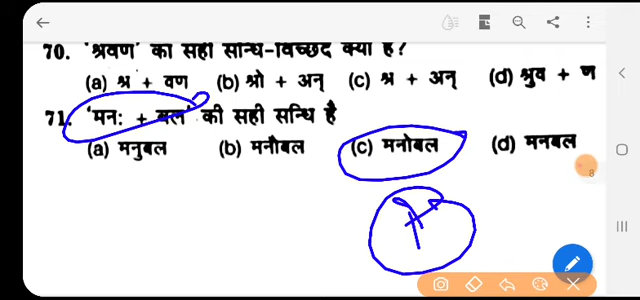 70. 'श्रवण' का सही सन्धि-विच्छेद क्या है?
(a) श्र + वण (b) श्रो + अन् (c) श्र + अन् (d) श्रुव + ण
71. 'मनः + बल' की सही सन्धि है
(a) मनुबल (b) मनौबल (c) मनोबल (d) मनबल
8